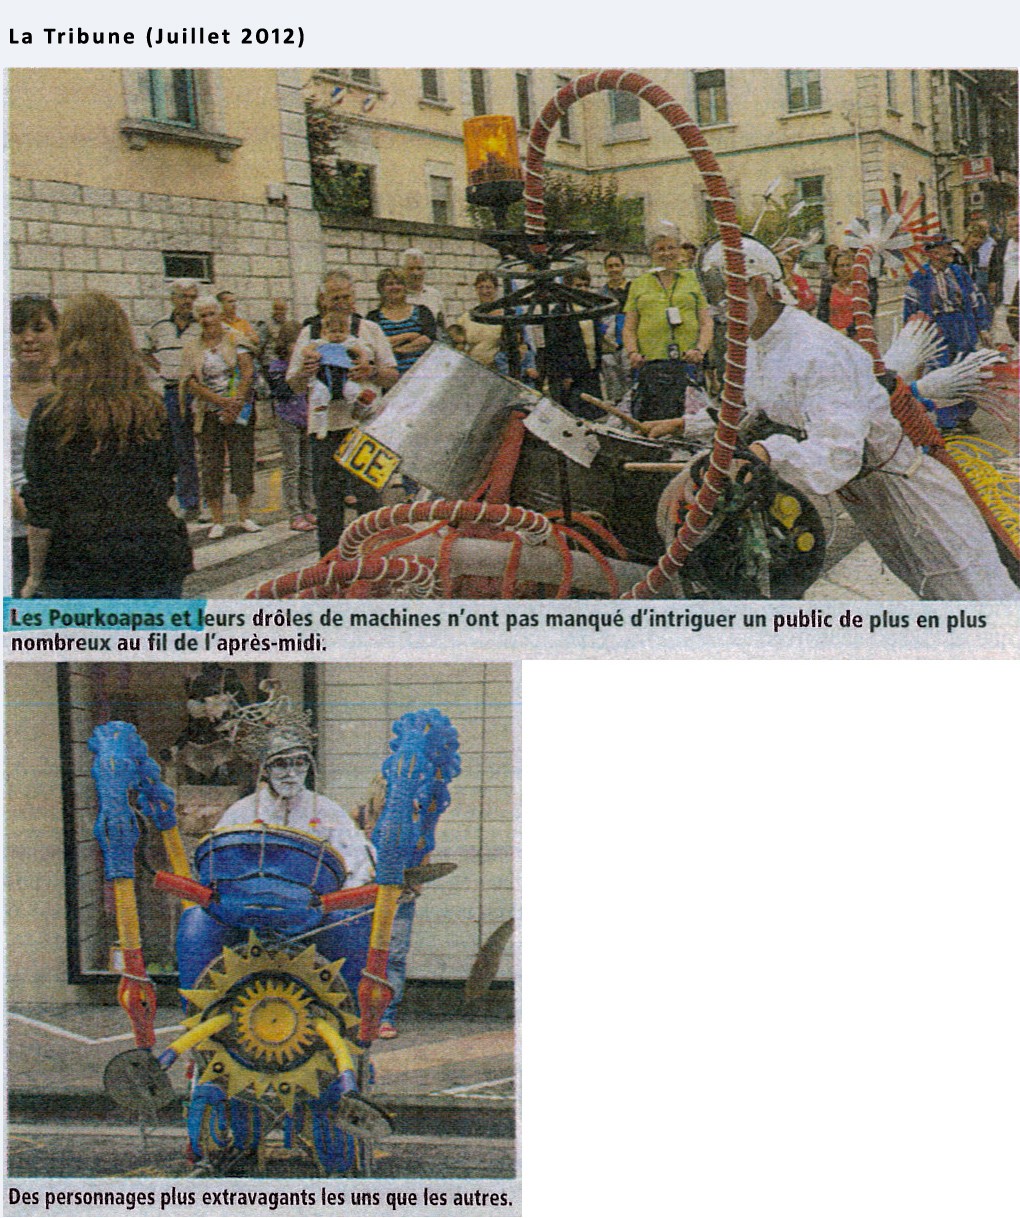 La Tribune (Juillet 2012)
CE
Les Pourkoapas et leurs drôles de machines n'ont pas manqué d'intriguer un public de plus en plus
nombreux au fil de l'après-midi.
Des personnages plus extravagants les uns que les autres.